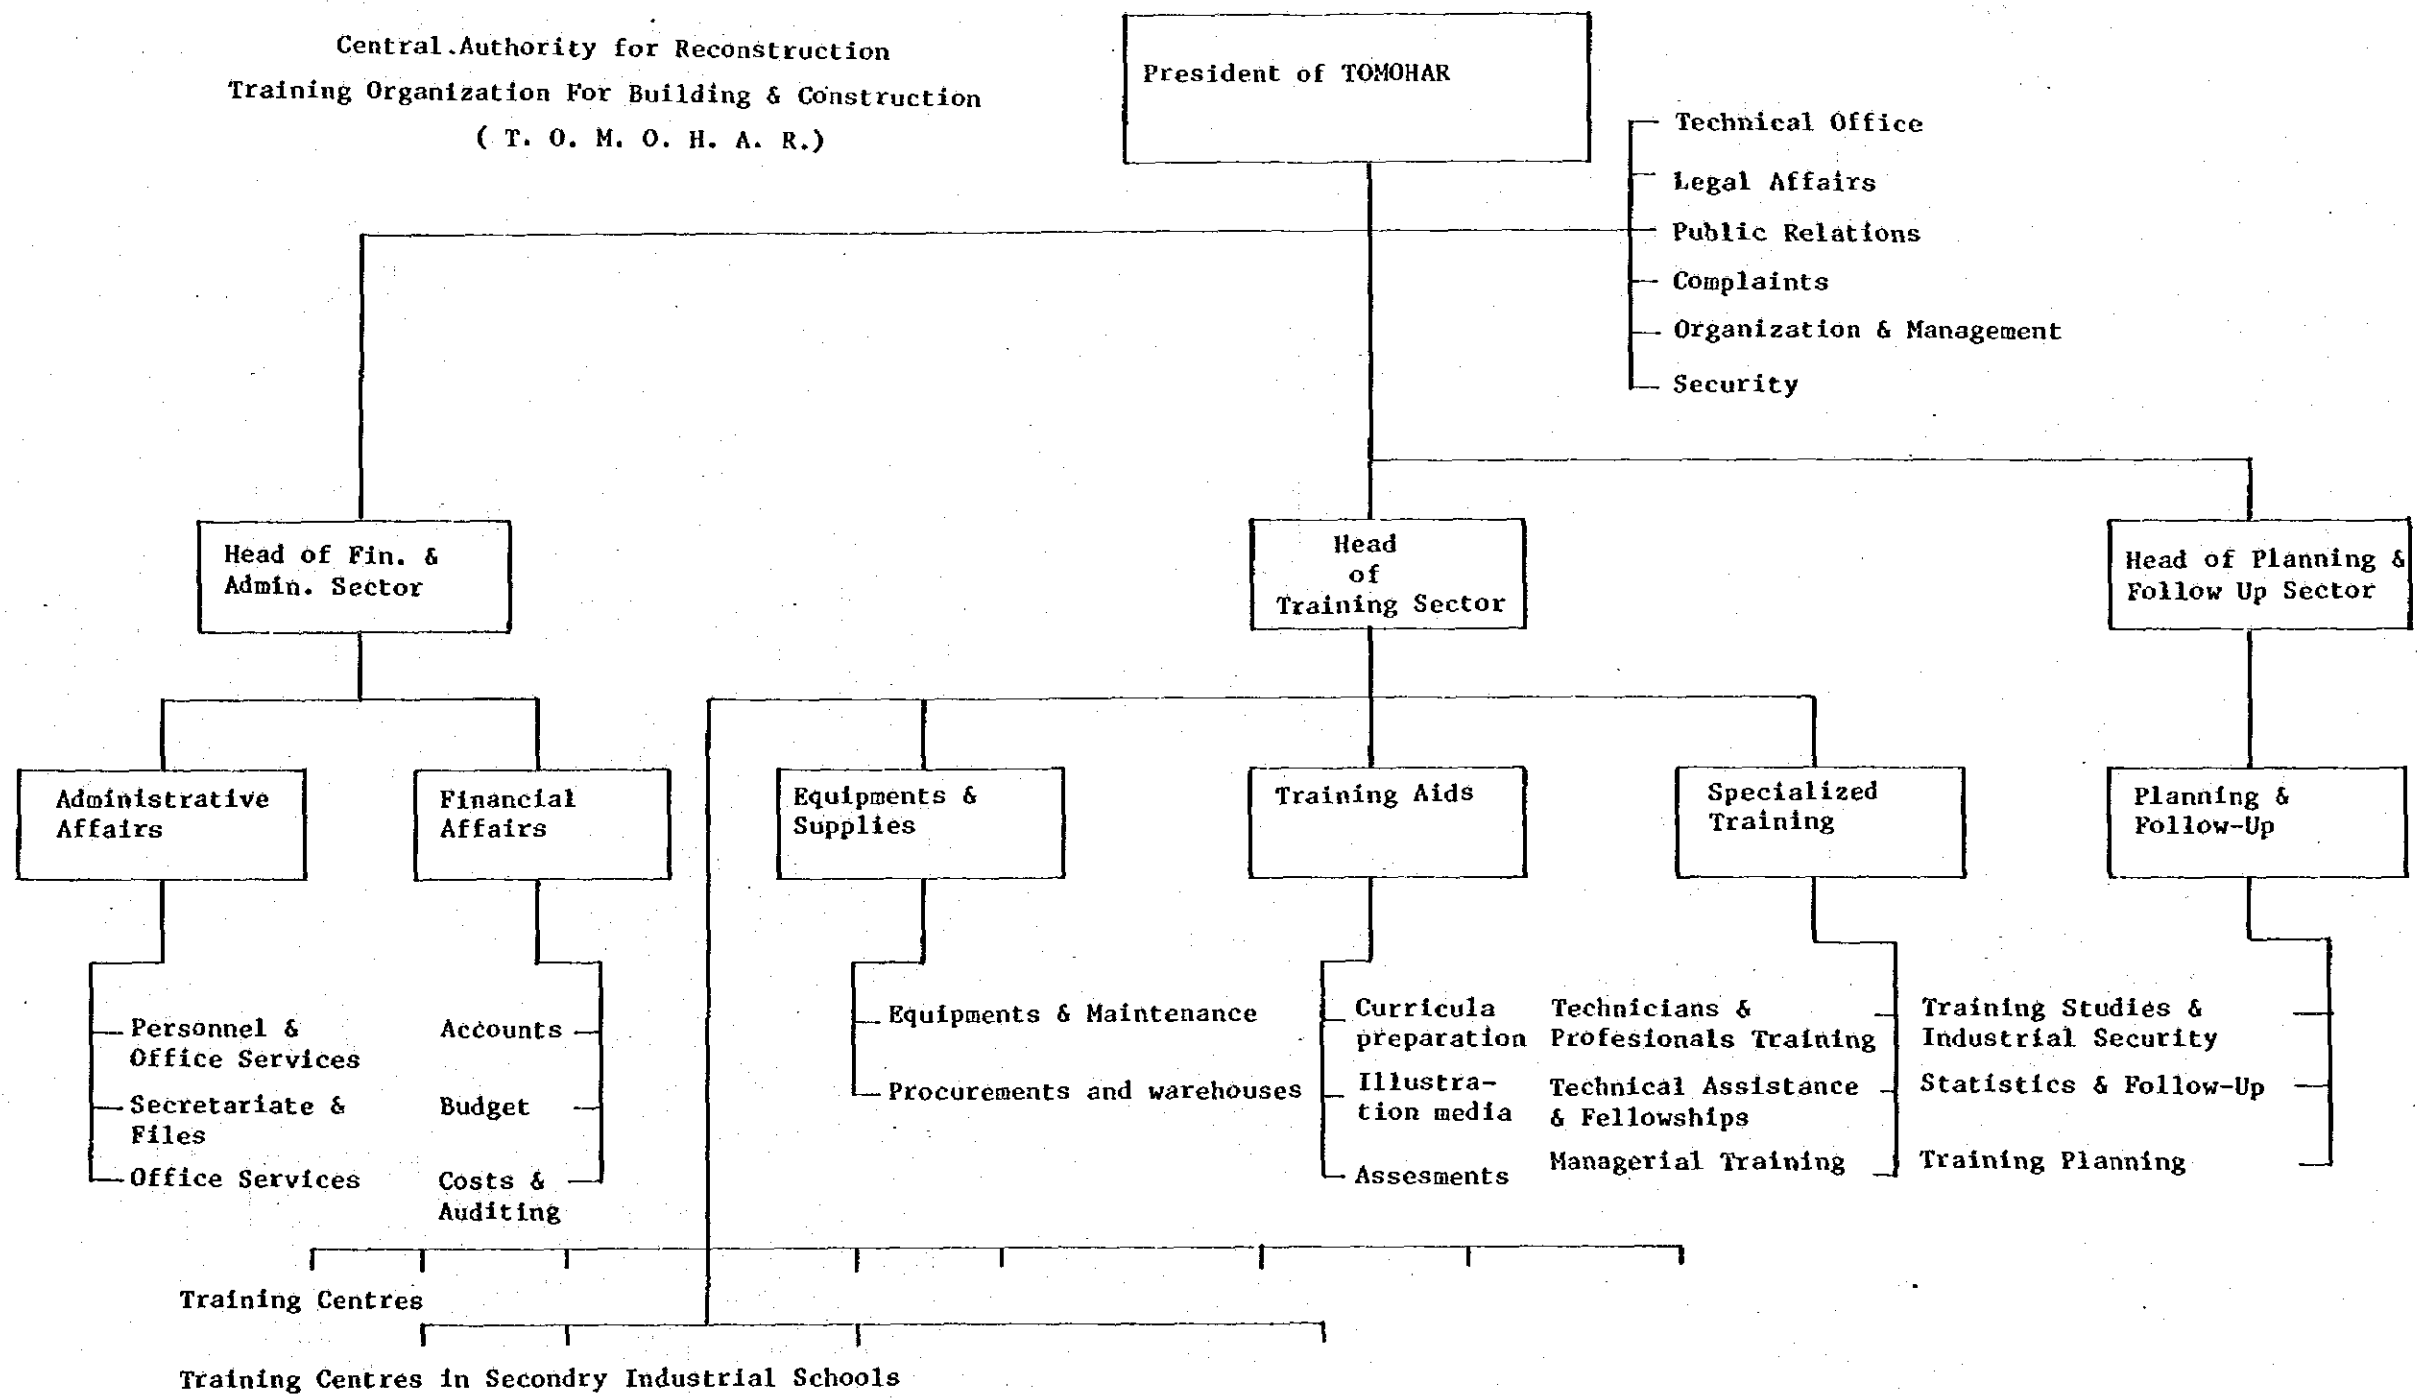 Central.Authority for Reconstruction
Training Organization For Building & Construction
( T. O. M. O. H. A. R.)
President of TOMOHAR
Technical Office
Legal Affairs
Public Relations
Complaints
Organization & Management
Security
Head of Fin. &
Admin. Sector
Head
of
Training Sector
Head of Planning &
Follow Up Sector
Administrative
Affairs
Financial
Affairs
Equipments &
Supplies
Training Aids
Specialized
Training
Planning &
Follow-Up
Personnel &
Office Services
Secretariate &
Files
Office Services
Accounts
Budget
Costs &
Auditing
Equipments & Maintenance
Procurements and warehouses
Curricula
preparation
Illustra-
tion media
Assesments
Technicians &
Profesionals Training
Technical Assistance
& Fellowships
Managerial Training
Training Studies &
Industrial Security
Statistics & Follow-Up
Training Planning
Training Centres
Training Centres in Secondry Industrial Schools